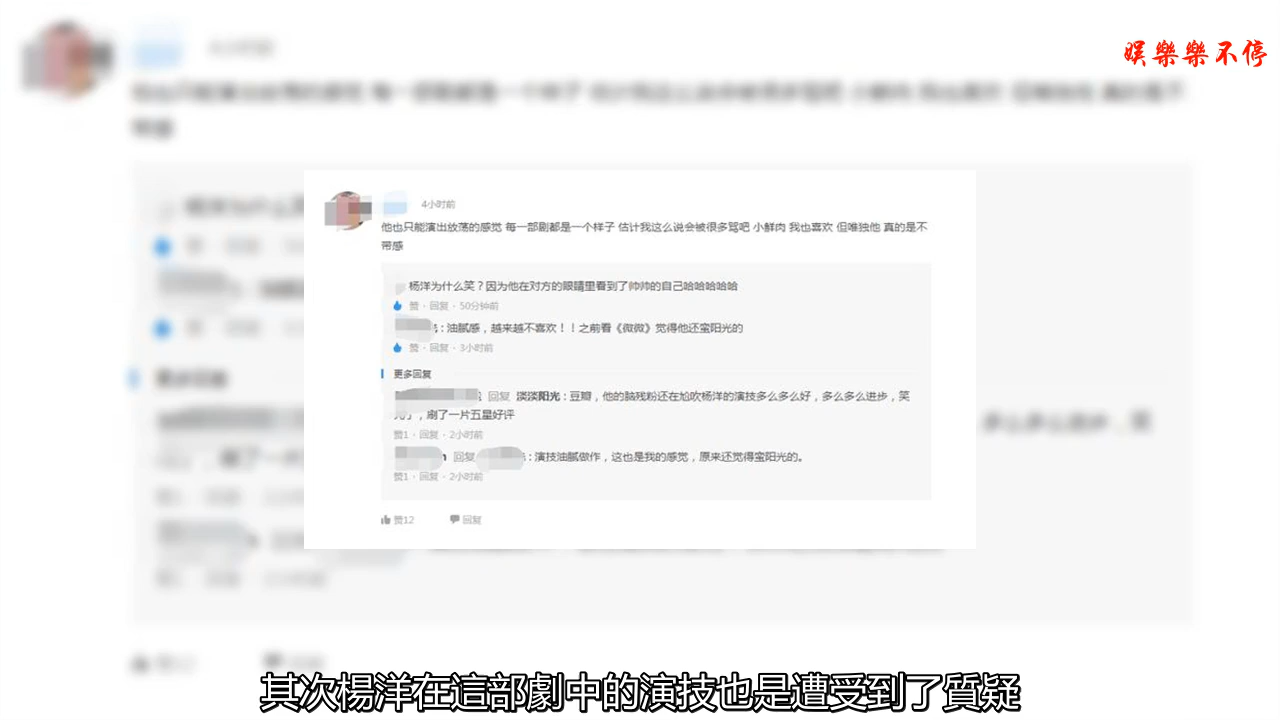 娱樂樂不停
4小时前
他也只能演出放荡的感觉 每一部剧都是一个样子 估计我这么说会被很多骂吧 小鲜肉 我也喜欢 但唯独他 真的是不
带感
杨洋为什么笑？因为他在对方的眼睛里看到了帅帅的自己哈哈哈哈哈
赞 · 回复 · 50分钟前
：油腻感，越来越不喜欢！！之前看《微微》觉得他还蛮阳光的
赞 · 回复 · 3小时前
更多回复
回复 淡淡阳光：豆瓣，他的脑残粉还在尬吹杨洋的演技多么多么好，多么多么进步，笑
了，刷了一片五星好评
赞1 · 回复 · 2小时前
回复 ：演技油腻做作，这也是我的感觉，原来还觉得蛮阳光的。
赞1 · 回复 · 2小时前
赞12 回复
其次楊洋在這部劇中的演技也是遭受到了質疑